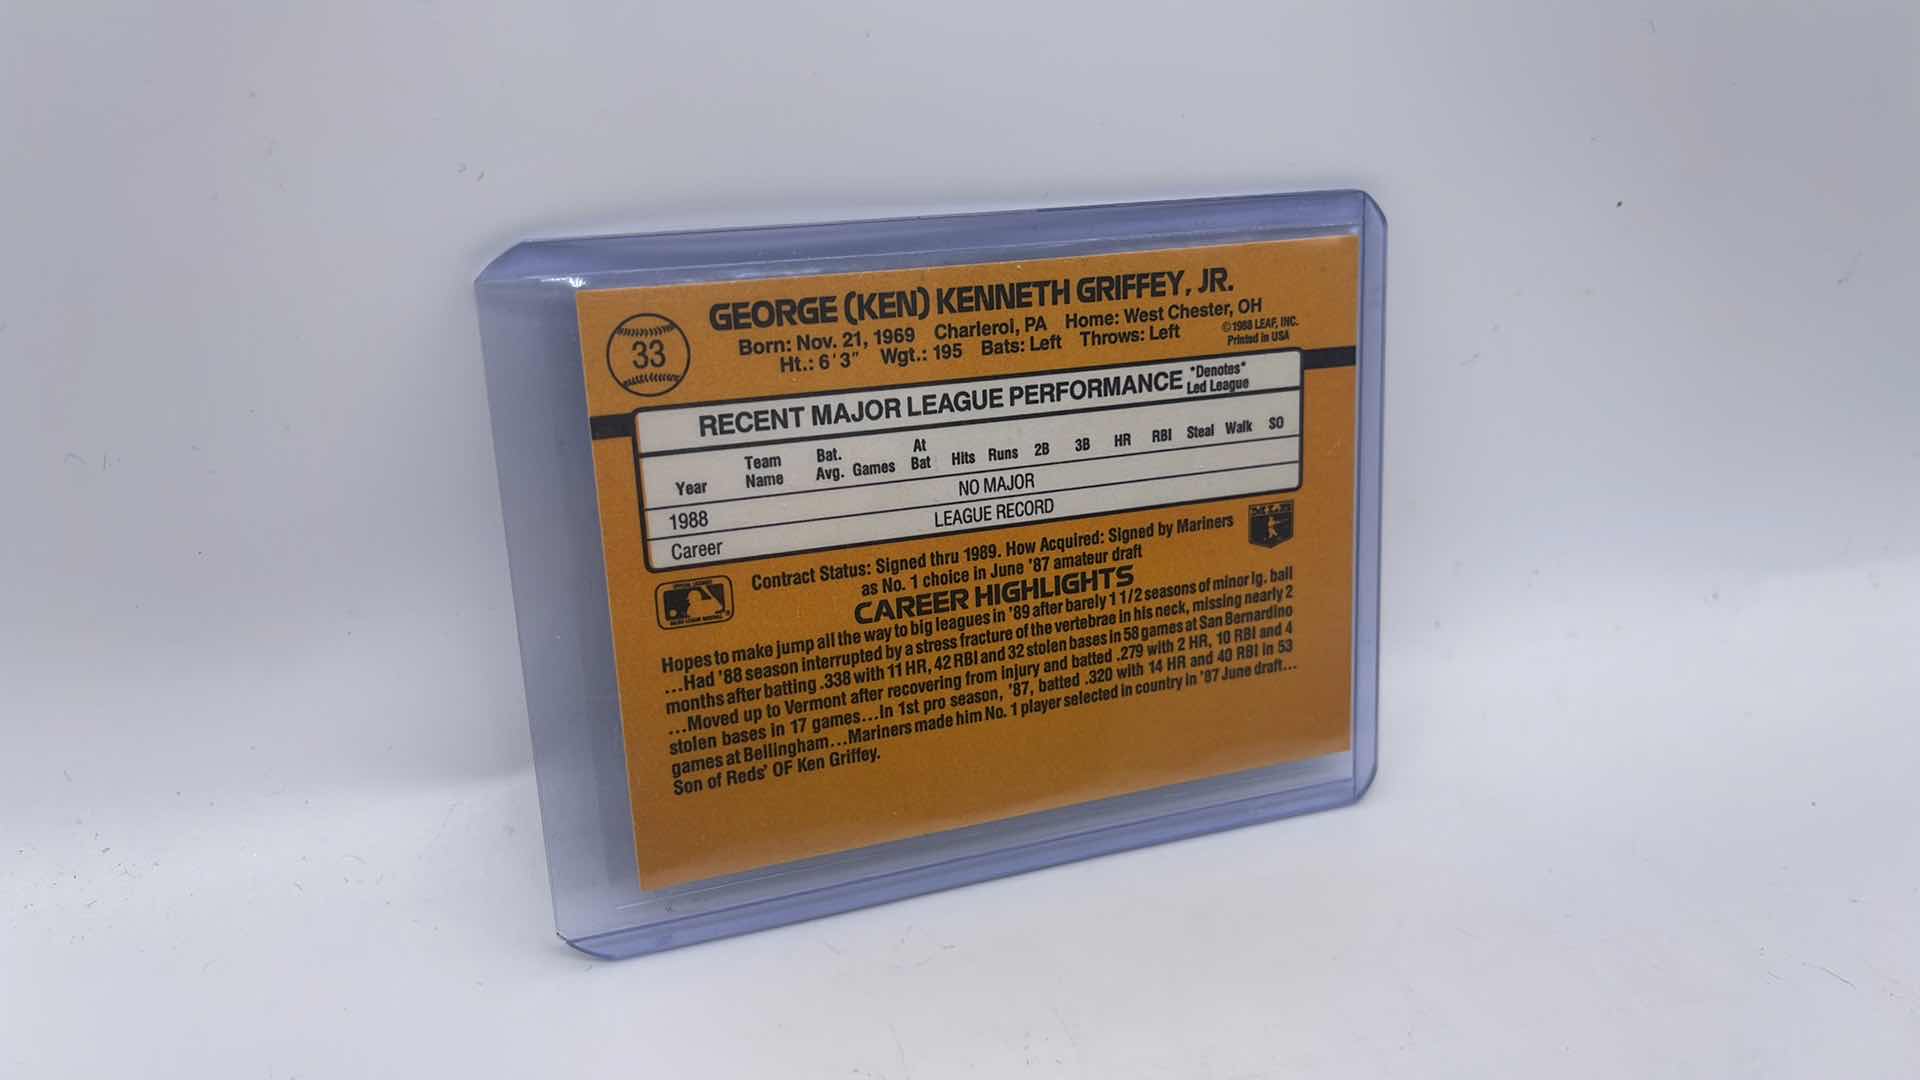 GEORGE (KEN) KENNETH GRIFFEY, JR.
33
Born: Nov. 21, 1969 Charleroi, PA Home: West Chester, OH
Ht.: 6'3" Wgt.: 195 Bats: Left Throws: Left
©1988 LEAF, INC.
Printed in USA
RECENT MAJOR LEAGUE PERFORMANCE
*Denotes*
Led League
Year Team Name Bat. Avg. Games At Bat Hits Runs 2B 3B HR RBI Steal Walk SO
1988 NO MAJOR
Career LEAGUE RECORD
Contract Status: Signed thru 1989. How Acquired: Signed by Mariners
as No. 1 choice in June '87 amateur draft
CAREER HIGHLIGHTS
Hopes to make jump all the way to big leagues in '89 after barely 1 1/2 seasons of minor lg. ball
...Had '88 season interrupted by a stress fracture of the vertebrae in his neck, missing nearly 2
months after batting .338 with 11 HR, 42 RBI and 32 stolen bases in 58 games at San Bernardino
...Moved up to Vermont after recovering from injury and batted .279 with 2 HR, 10 RBI and 4
stolen bases in 17 games...In 1st pro season, '87, batted .320 with 14 HR and 40 RBI in 53
games at Bellingham...Mariners made him No. 1 player selected in country in '87 June draft...
Son of Reds' OF Ken Griffey.